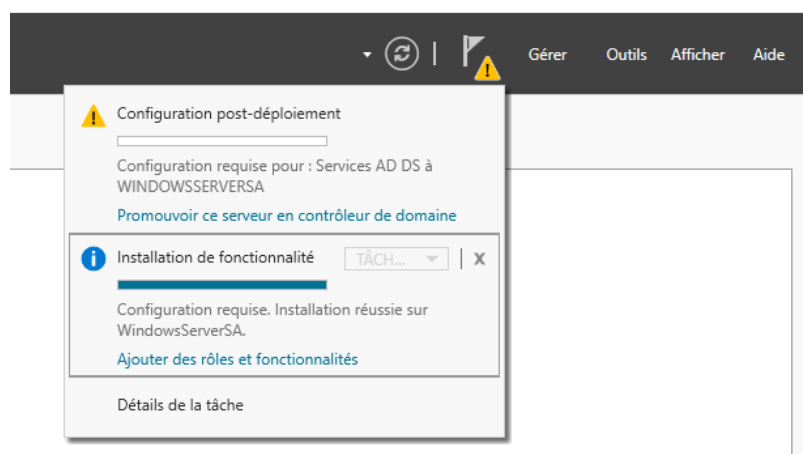 Gérer Outils Afficher Aide
Configuration post-déploiement
Configuration requise pour : Services AD DS à
WINDOWSSERVERSA
Promouvoir ce serveur en contrôleur de domaine
Installation de fonctionnalité TÂCH... X
Configuration requise. Installation réussie sur
WindowsServerSA.
Ajouter des rôles et fonctionnalités
Détails de la tâche